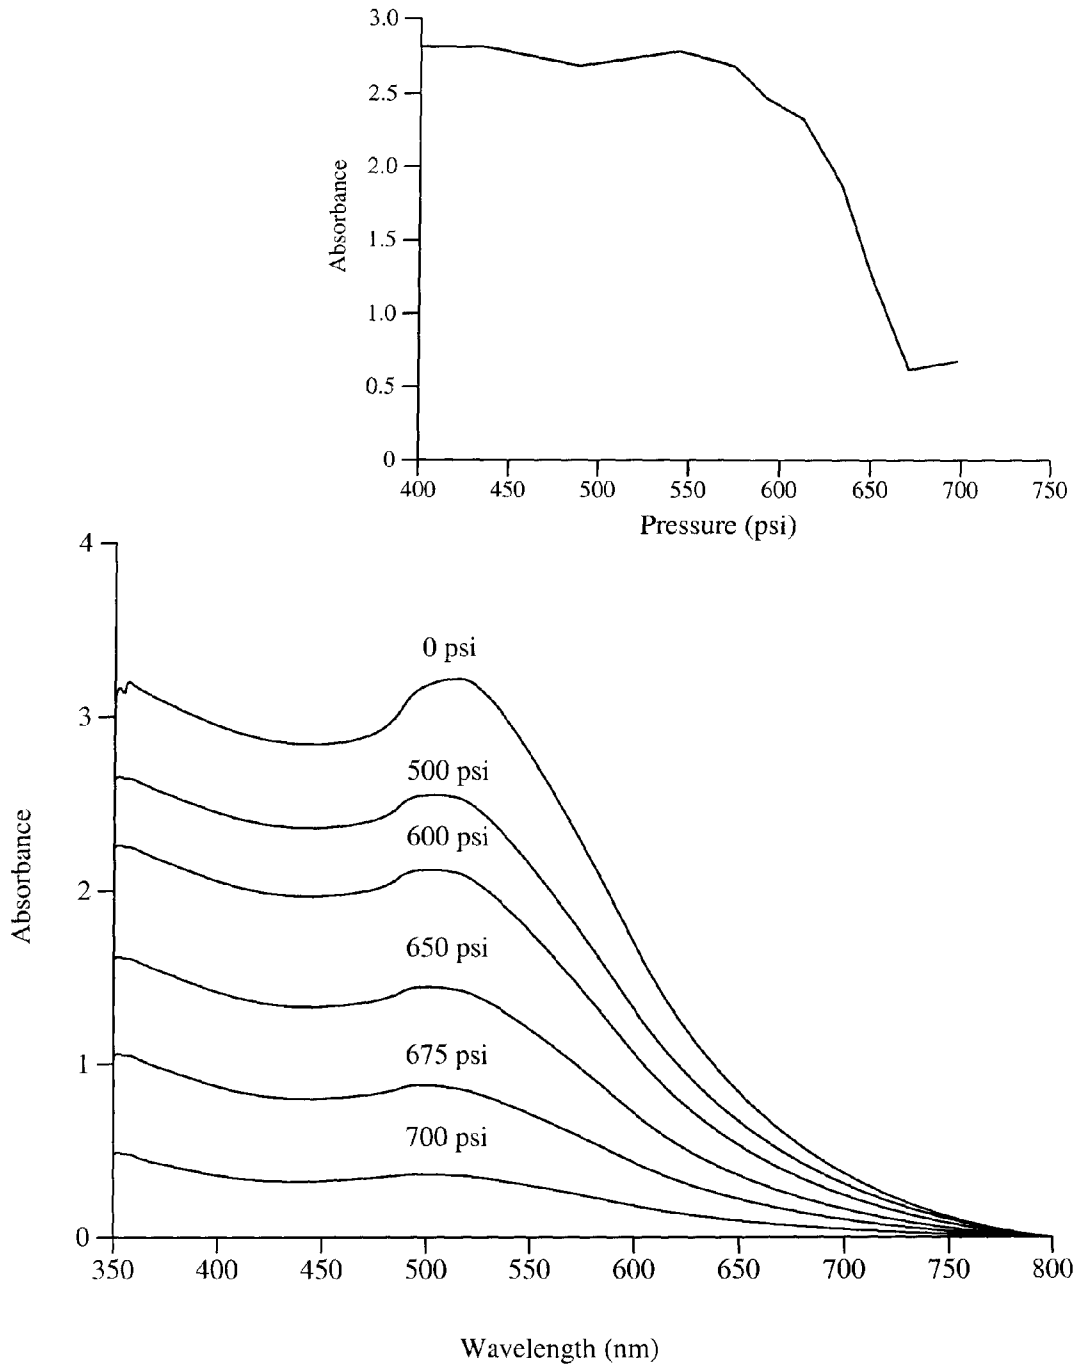 3.0
2.5
2.0
1.5
1.0
0.5
0
Absorbance
400 450 500 550 600 650 700 750
Pressure (psi)
4
3
2
1
0
Absorbance
0 psi
500 psi
600 psi
650 psi
675 psi
700 psi
350 400 450 500 550 600 650 700 750 800
Wavelength (nm)